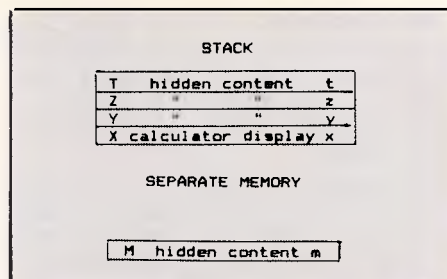 STACK
T hidden content t
Z " " z
Y " " y
X calculator display x
SEPARATE MEMORY
M hidden content m